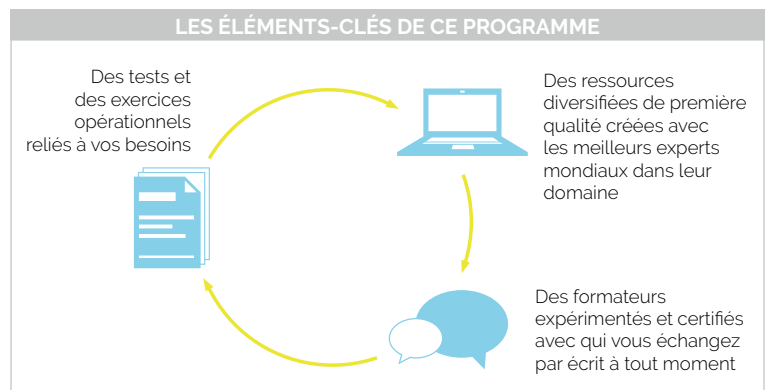 LES ÉLÉMENTS-CLÉS DE CE PROGRAMME
Des tests et
des exercices
opérationnels
reliés à vos besoins
Des ressources
diversifiées de première
qualité créées avec
les meilleurs experts
mondiaux dans leur
domaine
Des formateurs
expérimentés et certifiés
avec qui vous échangez
par écrit à tout moment